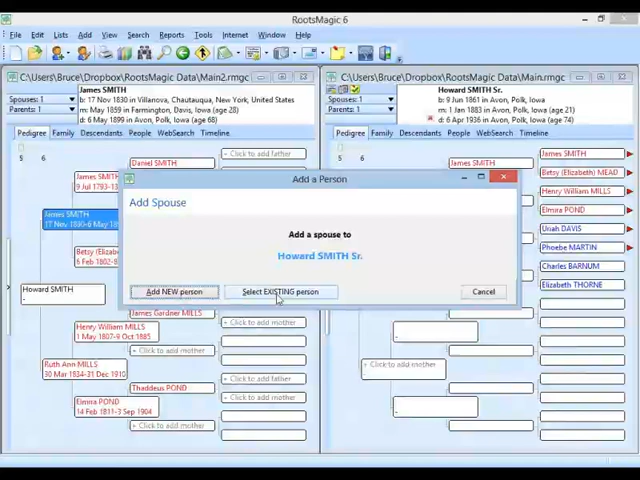 RootsMagic 6
File Edit Lists Add View Search Reports Tools Internet Window Help
C:\Users\Bruce\Dropbox\RootsMagic Data\Main2.rmgc
Spouses: 1
Parents: 1
James SMITH
b: 17 Nov 1830 in Villanova, Chautauqua, New York, United States
m: May 1859 in Farmington, Davis, Iowa (age 28)
d: 6 May 1899 in Avon, Polk, Iowa (age 68)
Pedigree Family Descendants People WebSearch Timeline
5 6
Daniel SMITH
+ Click to add father
James SMITH
9 Jul 1793-
James SMITH
17 Nov 1830-6 May 18
Betsy (Elizabeth)
6 Feb 1802-
Howard SMITH
-
James Gardner MILLS
Henry William MILLS
1 May 1807-9 Oct 1885
+ Click to add mother
Ruth Ann MILLS
30 Mar 1834-31 Dec 1910
+ Click to add father
Thaddeus POND
Elmira POND
14 Feb 1811-3 Sep 1904
+ Click to add mother
+ Click to add mother
C:\Users\Bruce\Dropbox\RootsMagic Data\Main.rmgc
Spouses: 1
Parents: 1
Howard SMITH Sr.
b: 9 Jun 1861 in Avon, Polk, Iowa
m: 1 Jan 1883 in Avon, Polk, Iowa (age 21)
d: 6 Apr 1936 in Avon, Polk, Iowa (age 74)
Pedigree Family Descendants People WebSearch Timeline
5 6
James SMITH
James SMITH
Betsy (Elizabeth) MEAD
Henry William MILLS
Elmira POND
Uriah DAVIS
Phoebe MARTIN
Charles BARNUM
Elizabeth THORNE
+ Click to add mother
-
Add a Person
Add Spouse
Add a spouse to
Howard SMITH Sr.
Add NEW person
Select EXISTING person
Cancel